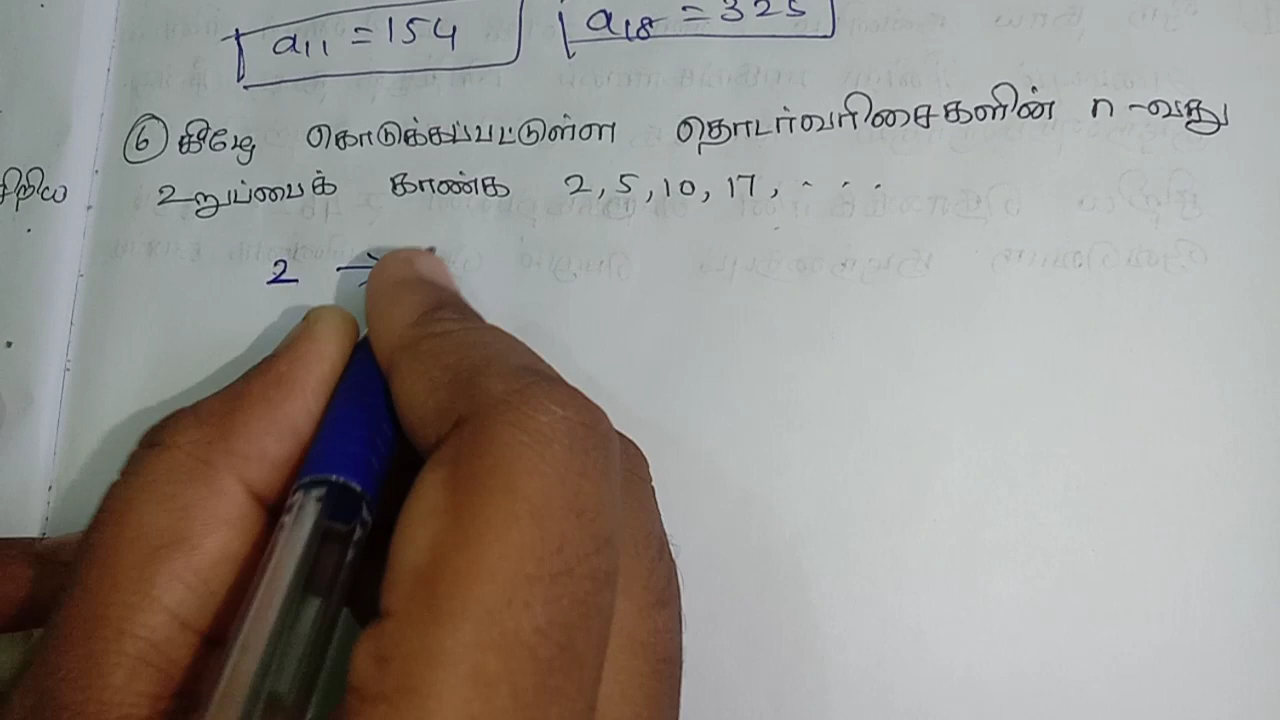 a11 = 154 a18 = 325
⑥ கீழே கொடுக்கப்பட்டுள்ள தொடர்வரிசைகளின் n-வது
உறுப்பைக் காண்க 2, 5, 10, 17, . . .
2 →